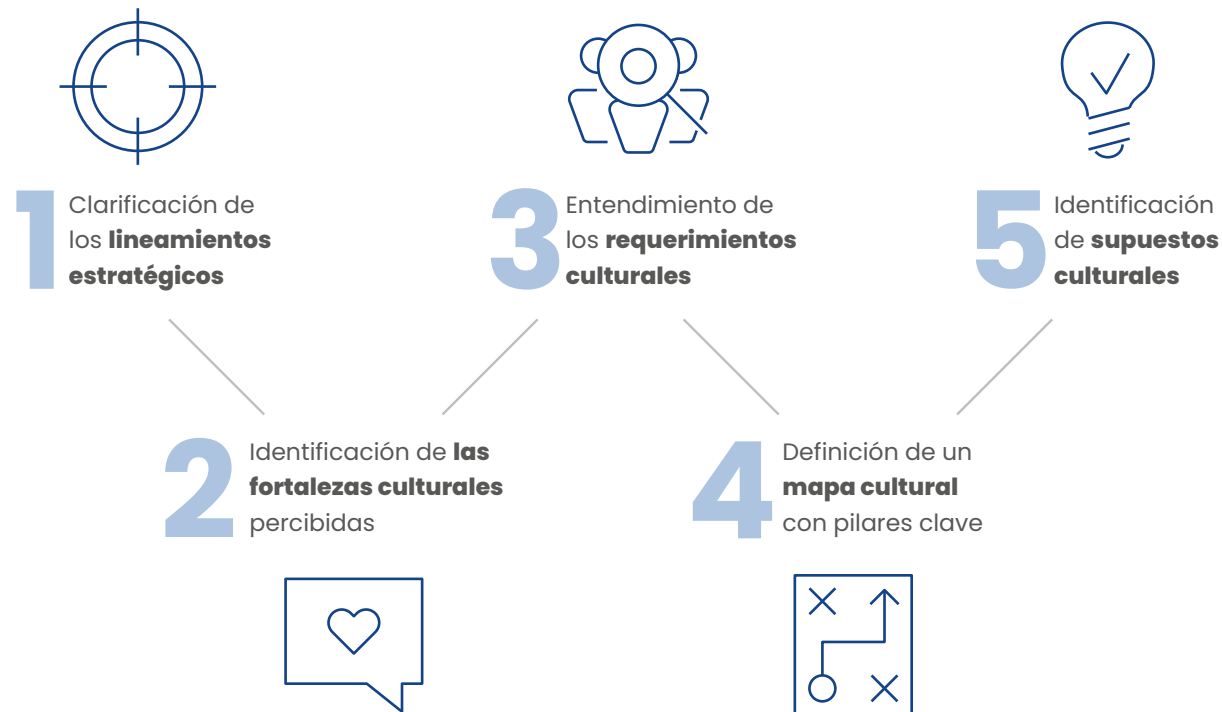 1
Clarificación de
los lineamientos
estratégicos
2
Identificación de las
fortalezas culturales
percibidas
3
Entendimiento de
los requerimientos
culturales
4
Definición de un
mapa cultural
con pilares clave
5
Identificación
de supuestos
culturales